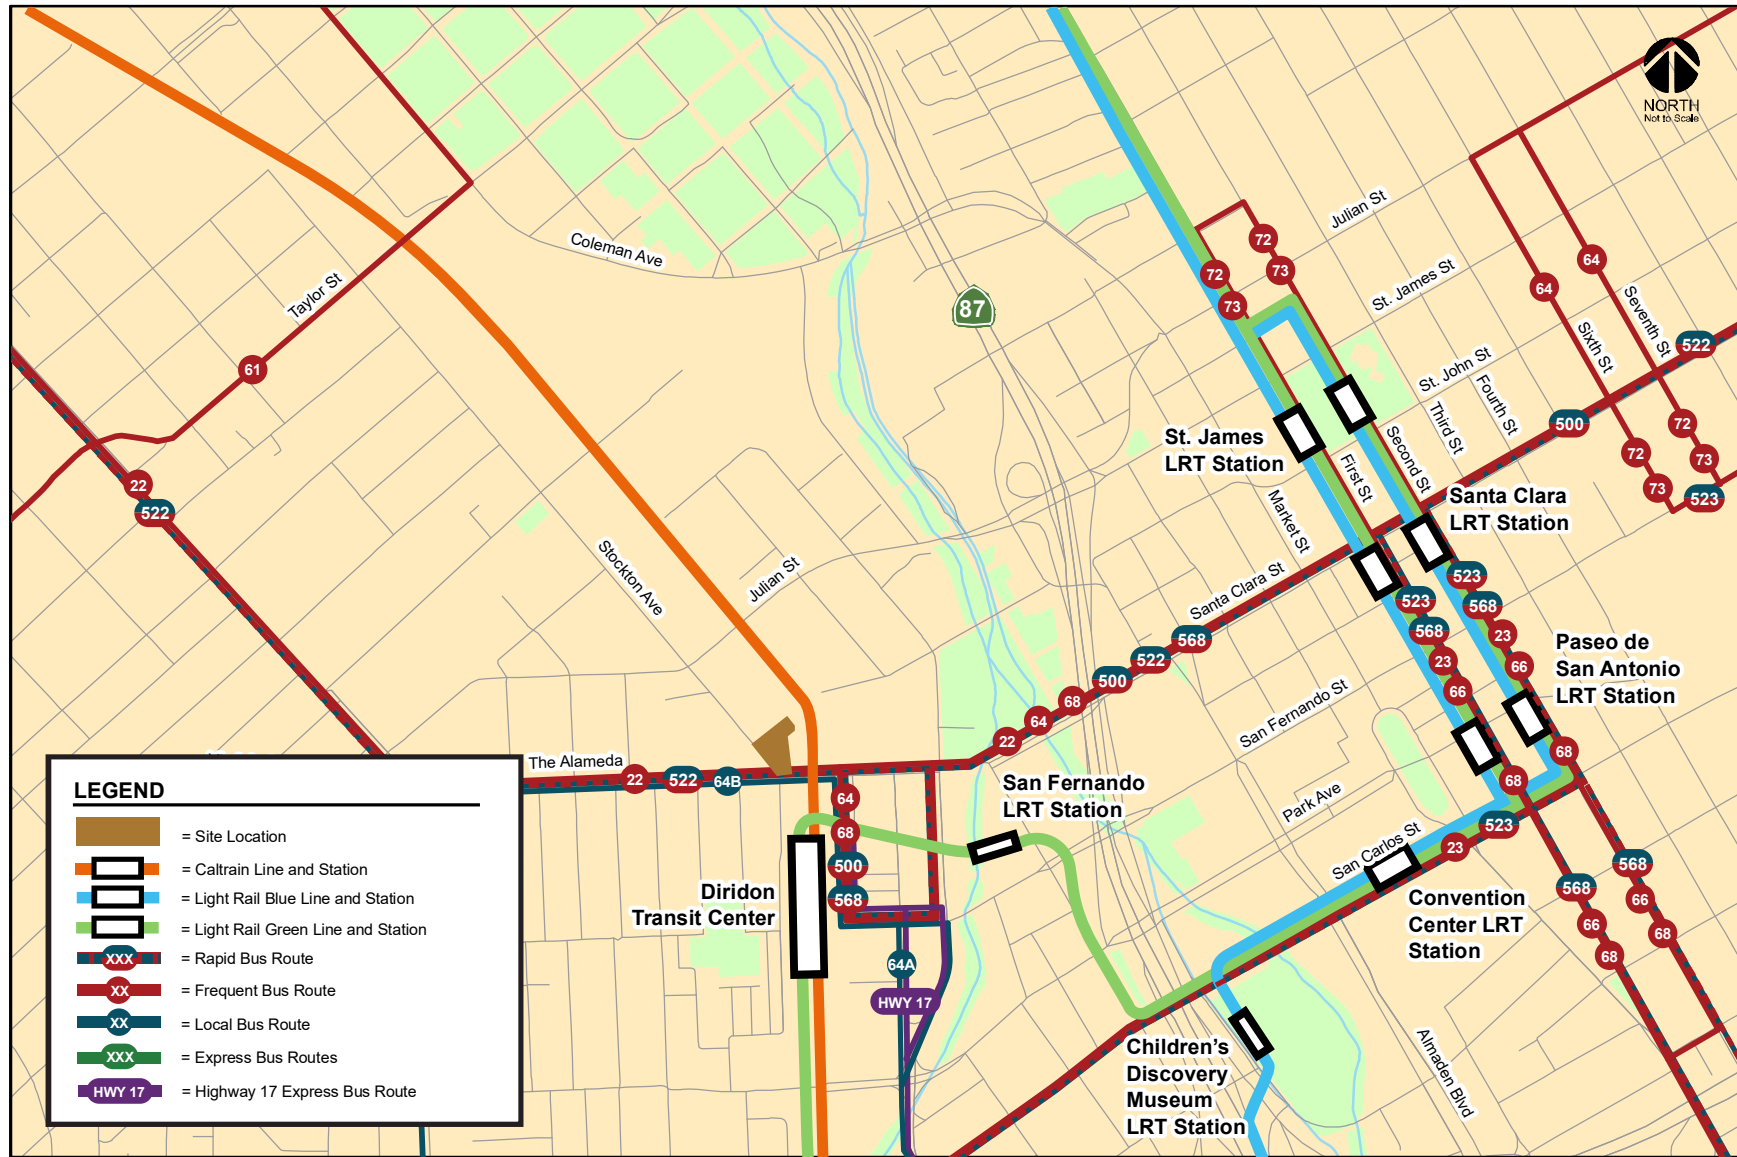 NORTH
Not to Scale
Julian St
72
73
72
73
64
64
St. James St
Seventh St
Sixth St
522
Coleman Ave
87
Taylor St
61
St. John St
Fourth St
Third St
500
Second St
72
73
72
73
523
St. James
LRT Station
First St
Market St
Santa Clara
LRT Station
22
522
Stockton Ave
Julian St
Santa Clara St
523
568
23
66
523
568
23
66
568
522
500
68
64
22
Paseo de
San Antonio
LRT Station
San Fernando St
68
68
The Alameda
22
522
64B
64
68
500
568
San Fernando
LRT Station
Park Ave
San Carlos St
23
523
Diridon
Transit Center
Convention
Center LRT
Station
568
66
68
568
66
68
64A
HWY 17
Children's
Discovery
Museum
LRT Station
Almaden Blvd
LEGEND
= Site Location
= Caltrain Line and Station
= Light Rail Blue Line and Station
= Light Rail Green Line and Station
XXX = Rapid Bus Route
XX = Frequent Bus Route
XX = Local Bus Route
XXX = Express Bus Routes
HWY 17 = Highway 17 Express Bus Route